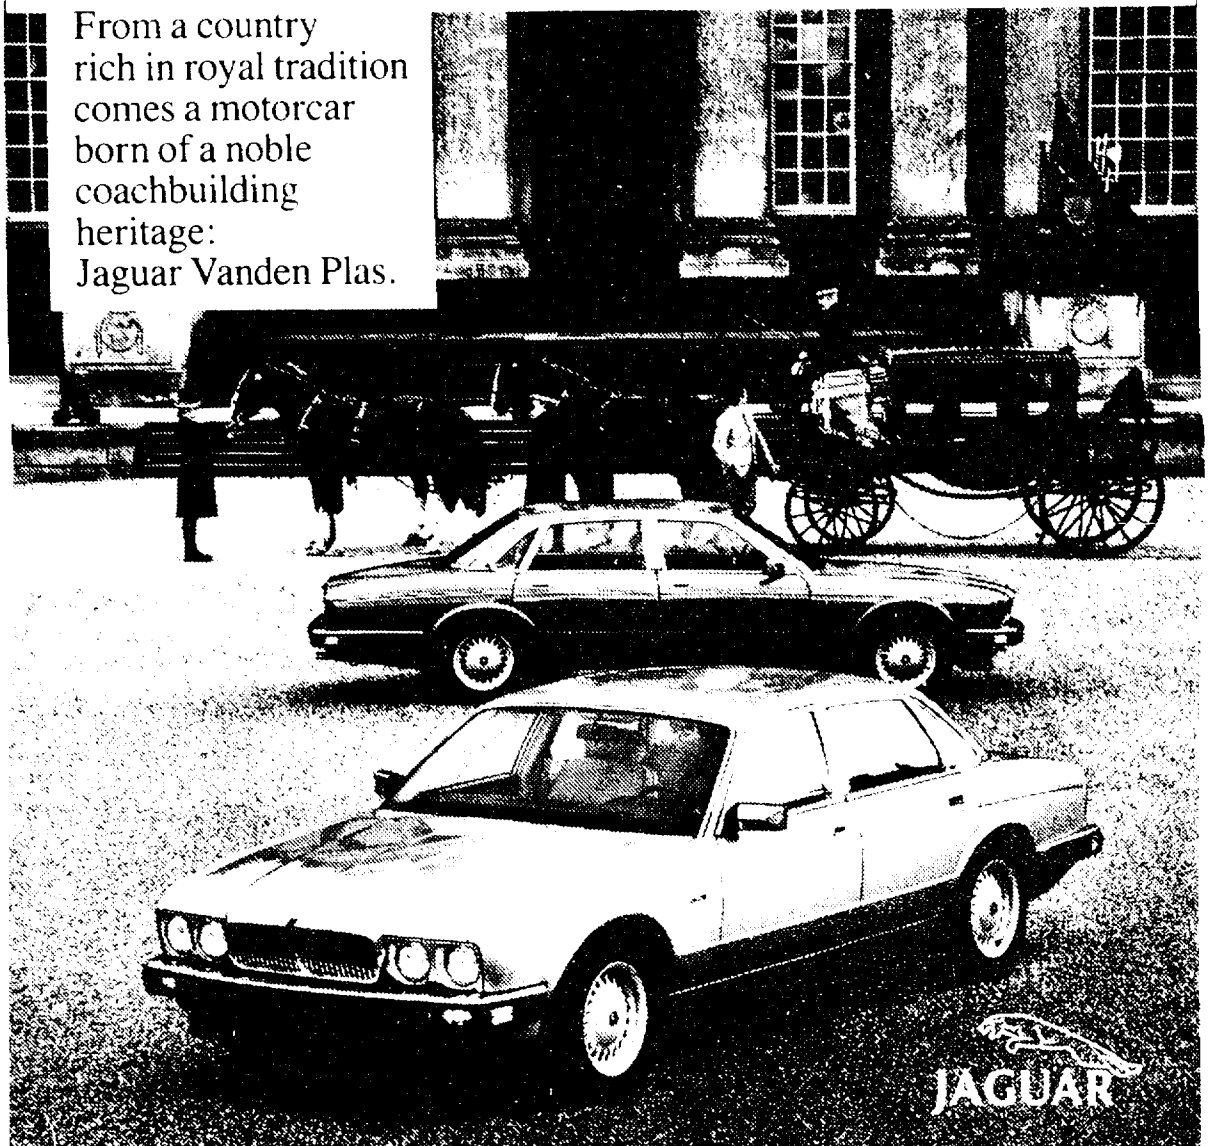 From a country
rich in royal tradition
comes a motorcar
born of a noble
coachbuilding
heritage:
Jaguar Vanden Plas.
JAGUAR